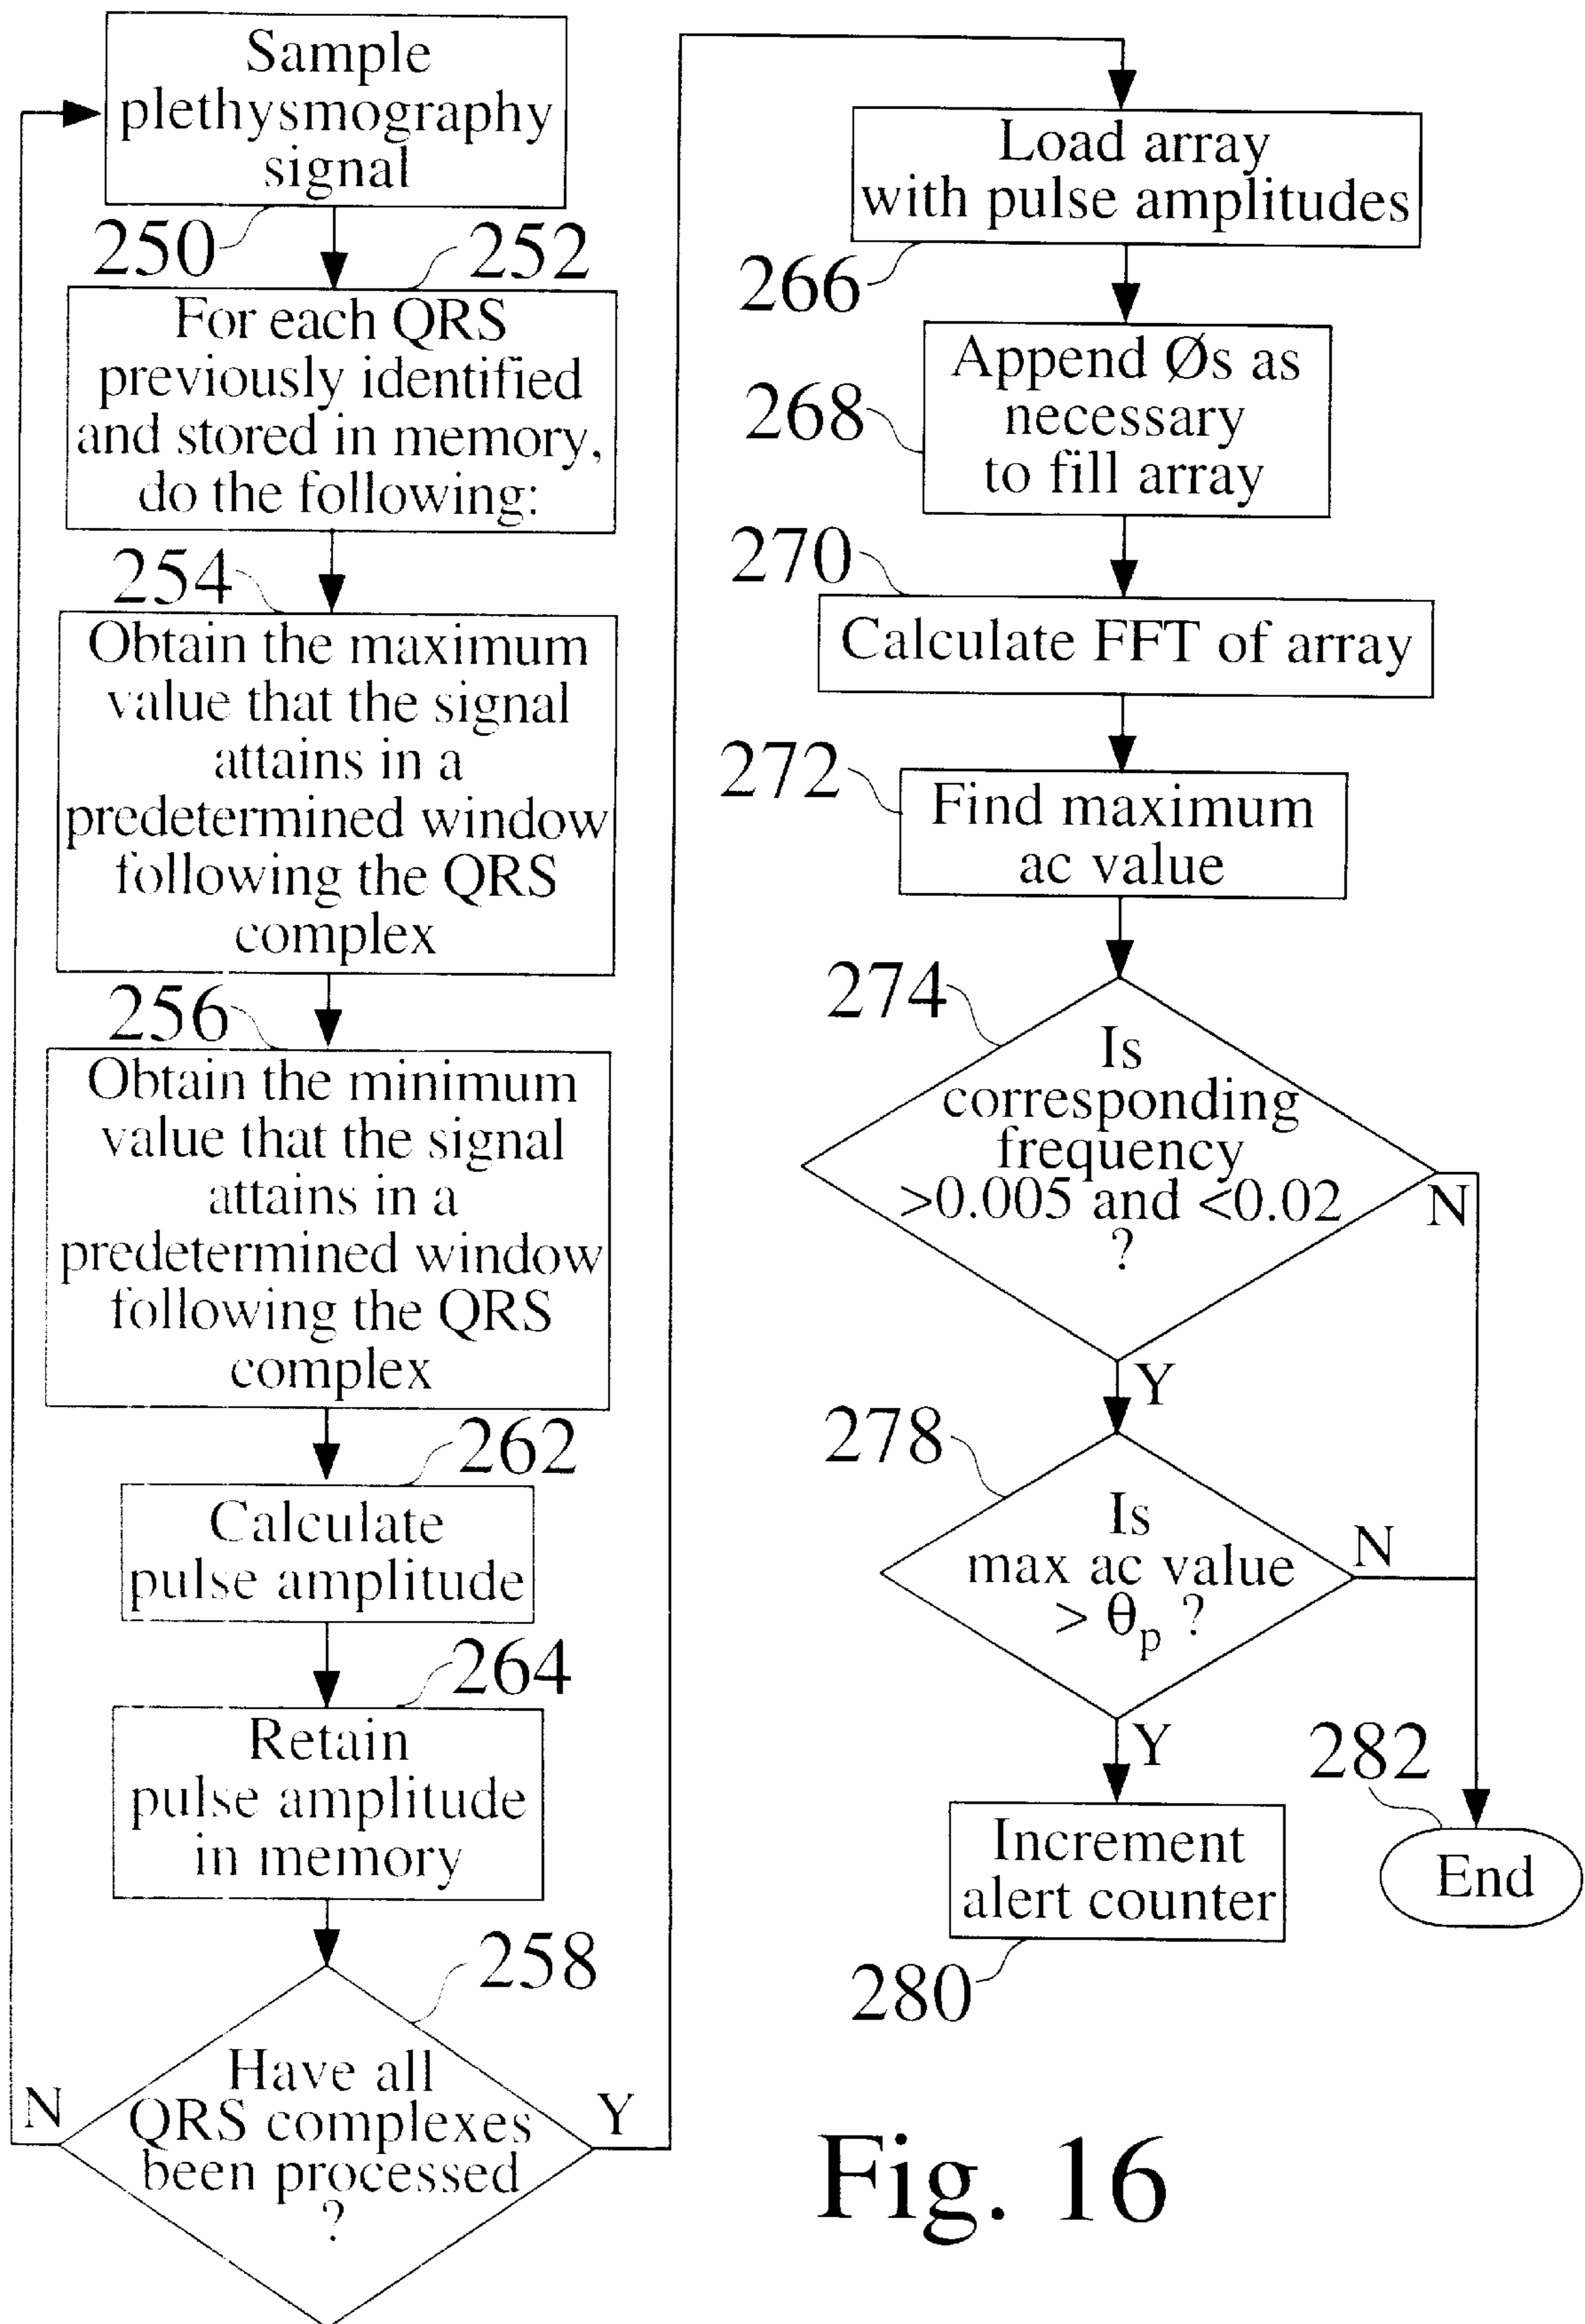 Sample
plethysmography
signal
250
252
For each QRS
previously identified
and stored in memory,
do the following:
254
Obtain the maximum
value that the signal
attains in a
predetermined window
following the QRS
complex
256
Obtain the minimum
value that the signal
attains in a
predetermined window
following the QRS
complex
262
Calculate
pulse amplitude
264
Retain
pulse amplitude
in memory
258
Have all
QRS complexes
been processed
?
N
Y
Load array
with pulse amplitudes
266
Append Øs as
necessary
to fill array
268
270
Calculate FFT of array
272
Find maximum
ac value
274
Is
corresponding
frequency
>0.005 and <0.02
?
N
Y
278
Is
max ac value
> θp ?
N
Y
Increment
alert counter
280
282
End
Fig. 16